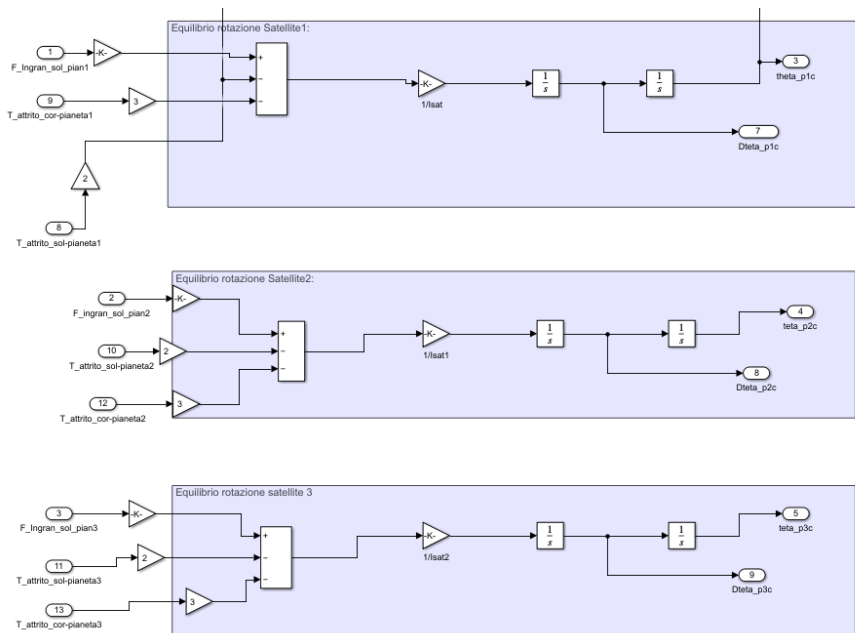 Equilibrio rotazione Satellite1:
1
-K-
F_Ingran_sol_pian1
+
−
−
9
3
T_attrito_cor-pianeta1
-K-
1/Isat
1
s
1
s
3
theta_p1c
7
Dteta_p1c
2
8
T_attrito_sol-pianeta1
Equilibrio rotazione Satellite2:
2
-K-
F_ingran_sol_pian2
+
−
−
10
2
T_attrito_sol-pianeta2
12
3
T_attrito_cor-pianeta2
-K-
1/Isat1
1
s
1
s
4
teta_p2c
8
Dteta_p2c
Equilibrio rotazione satellite 3
3
-K-
F_Ingran_sol_pian3
+
−
−
11
2
T_attrito_sol-pianeta3
13
3
T_attrito_cor-pianeta3
-K-
1/Isat2
1
s
1
s
5
teta_p3c
9
Dteta_p3c